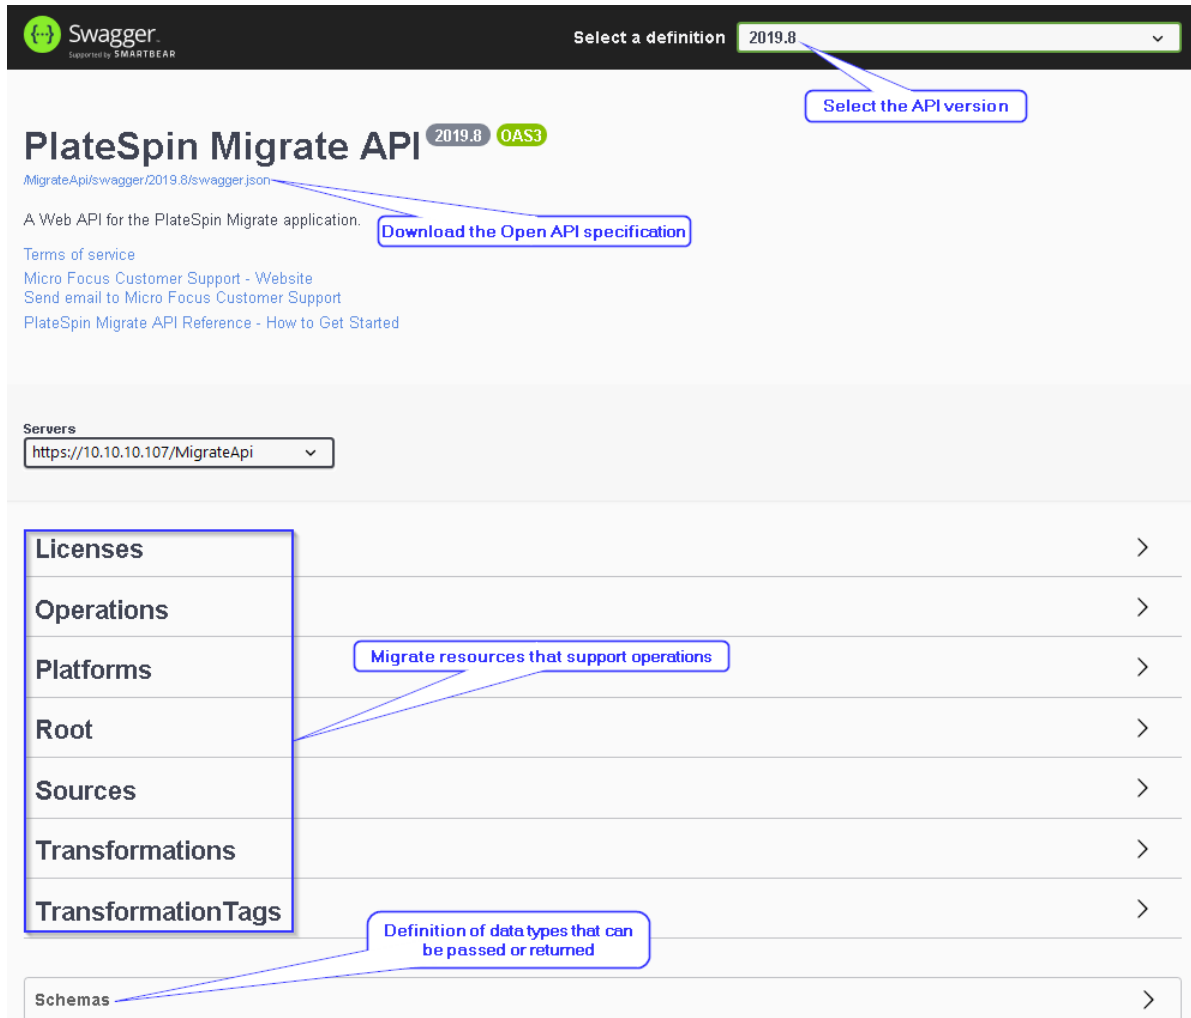 Swagger.
Supported by SMARTBEAR
Select a definition
2019.8
Select the API version
PlateSpin Migrate API 2019.8 OAS3
/MigrateApi/swagger/2019.8/swagger.json
A Web API for the PlateSpin Migrate application.
Download the Open API specification
Terms of service
Micro Focus Customer Support - Website
Send email to Micro Focus Customer Support
PlateSpin Migrate API Reference - How to Get Started
Servers
https://10.10.10.107/MigrateApi
Licenses
Operations
Migrate resources that support operations
Platforms
Root
Sources
Transformations
TransformationTags
Definition of data types that can
be passed or returned
Schemas